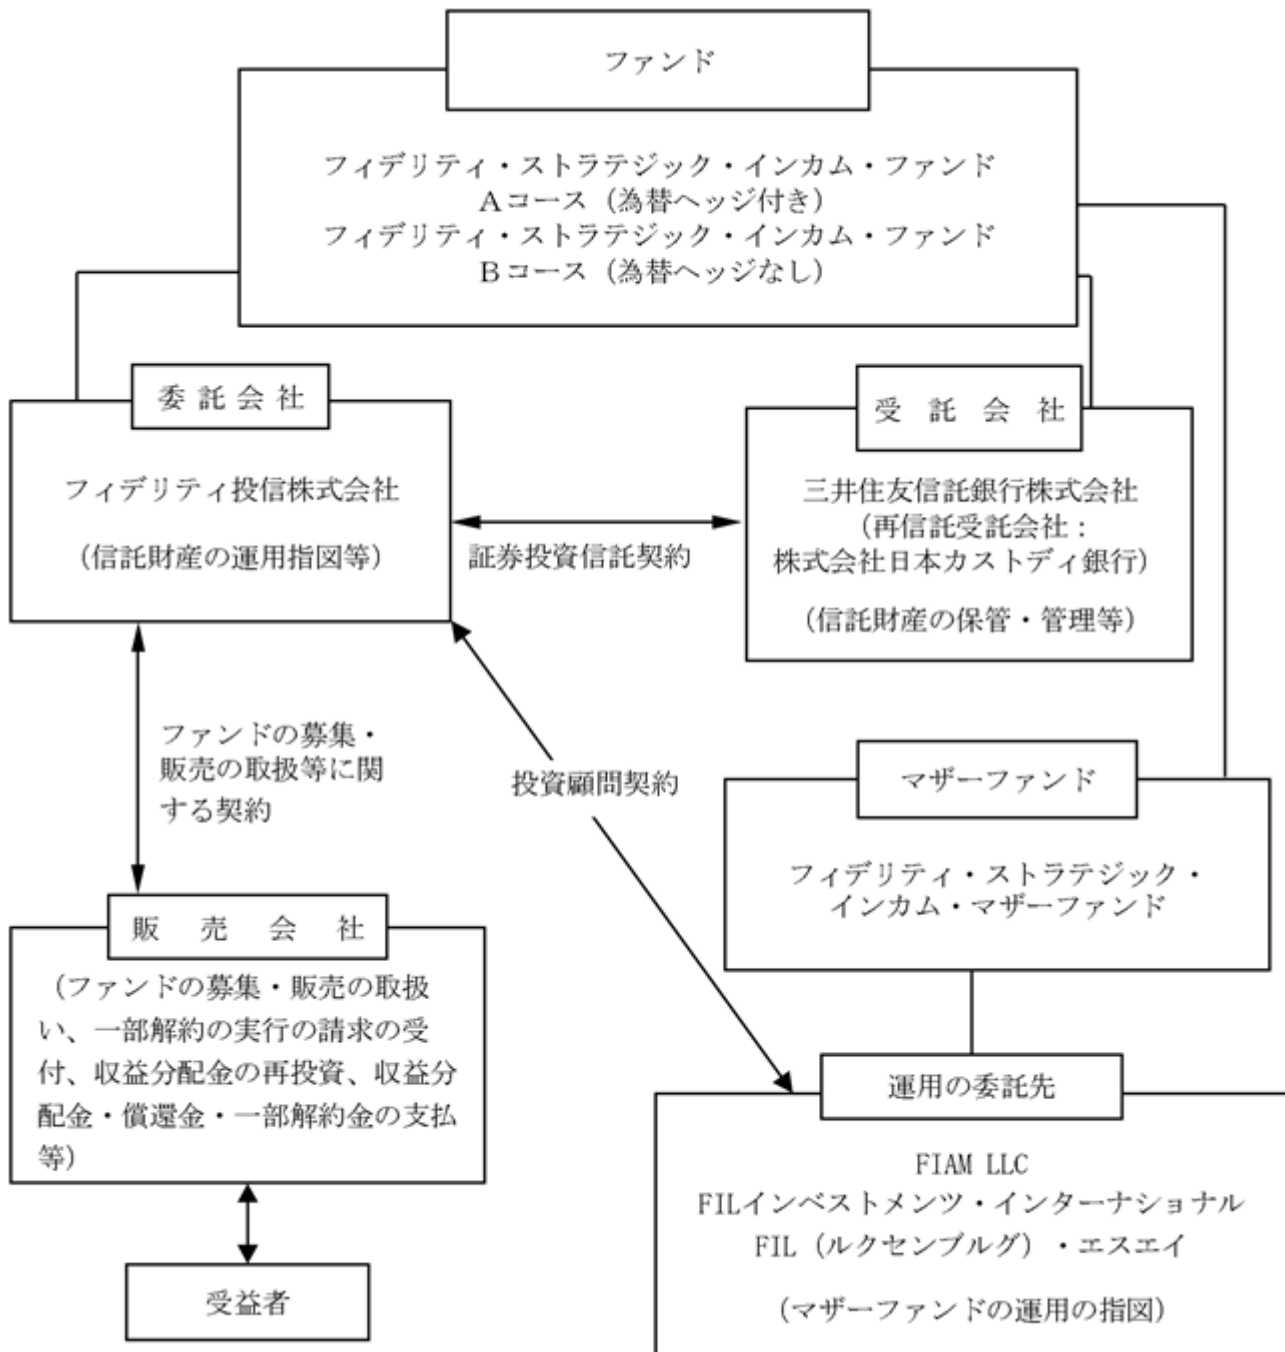 ファンド
フィデリティ・ストラテジック・インカム・ファンド
Aコース（為替ヘッジ付き）
フィデリティ・ストラテジック・インカム・ファンド
Bコース（為替ヘッジなし）
委託会社
フィデリティ投信株式会社
（信託財産の運用指図等）
証券投資信託契約
受託会社
三井住友信託銀行株式会社
（再信託受託会社：
株式会社日本カストディ銀行）
（信託財産の保管・管理等）
ファンドの募集・
販売の取扱等に関
する契約
投資顧問契約
マザーファンド
フィデリティ・ストラテジック・
インカム・マザーファンド
販売会社
（ファンドの募集・販売の取扱
い、一部解約の実行の請求の受
付、収益分配金の再投資、収益分
配金・償還金・一部解約金の支払
等）
運用の委託先
FIAM LLC
FILインベストメンツ・インターナショナル
FIL（ルクセンブルグ）・エスエイ
（マザーファンドの運用の指図）
受益者